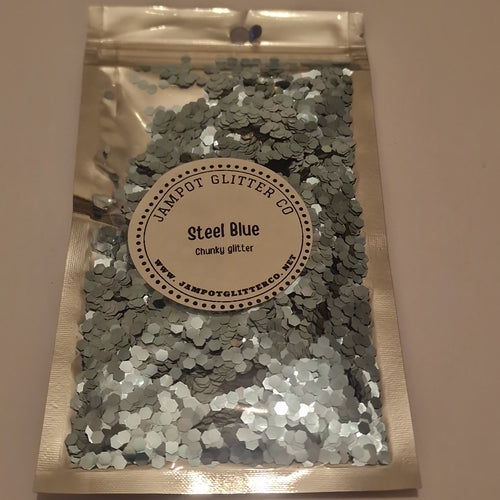 JAMPOT GLITTER CO
Steel Blue
Chunky glitter
WWW.JAMPOTGLITTERCO.NET